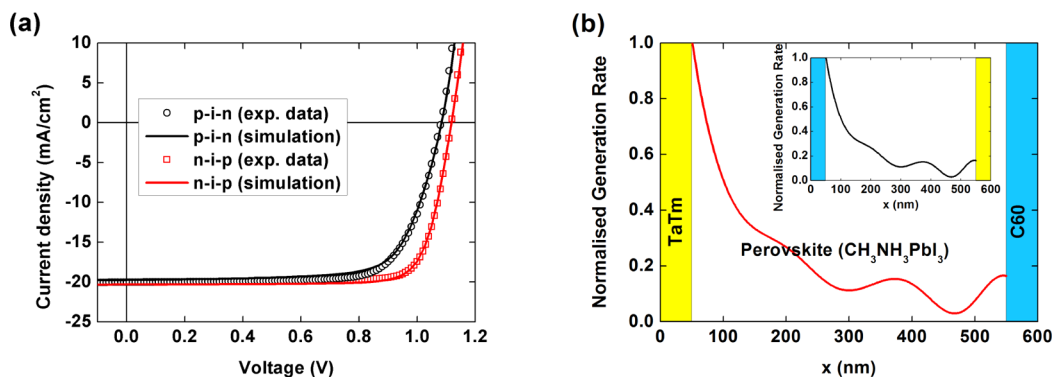 (a)
10
5
0
-5
-10
-15
-20
-25
Current density (mA/cm²)
p-i-n (exp. data)
p-i-n (simulation)
n-i-p (exp. data)
n-i-p (simulation)
0.0 0.2 0.4 0.6 0.8 1.0 1.2
Voltage (V)
(b)
1.0
0.8
0.6
0.4
0.2
0.0
Normalised Generation Rate
TaTm
Perovskite (CH₃NH₃PbI₃)
C60
0 100 200 300 400 500 600
x (nm)
1.0
0.8
0.6
0.4
0.2
0.0
Normalised Generation Rate
0 100 200 300 400 500 600
x (nm)